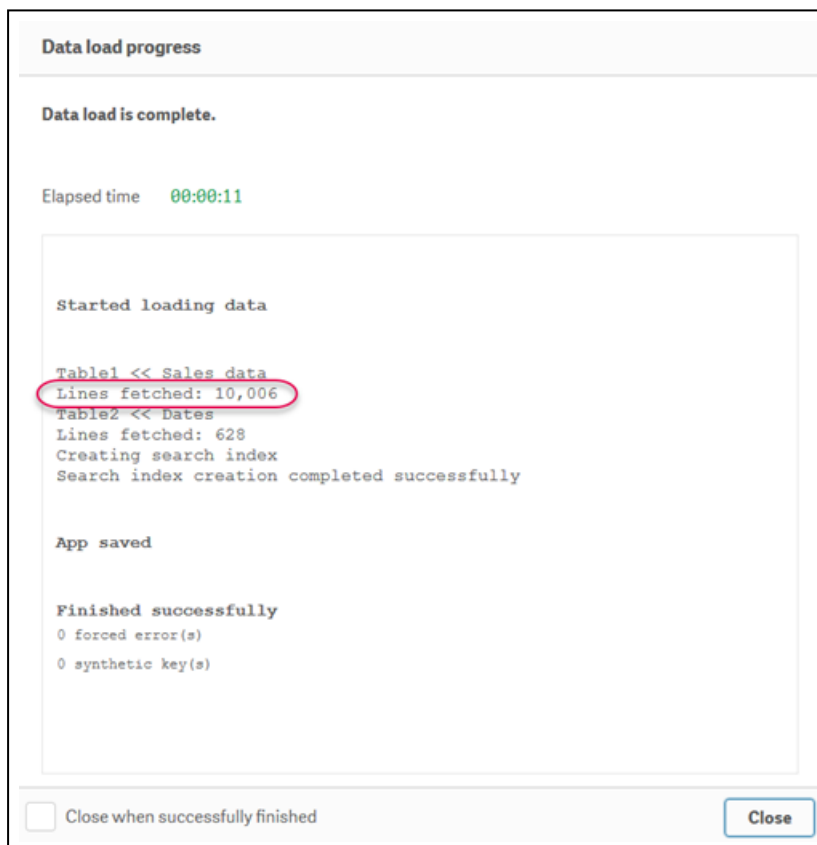 Data load progress
Data load is complete.
Elapsed time 00:00:11
Started loading data
Table1 << Sales data
Lines fetched: 10,006
Table2 << Dates
Lines fetched: 628
Creating search index
Search index creation completed successfully
App saved
Finished successfully
0 forced error(s)
0 synthetic key(s)
Close when successfully finished
Close